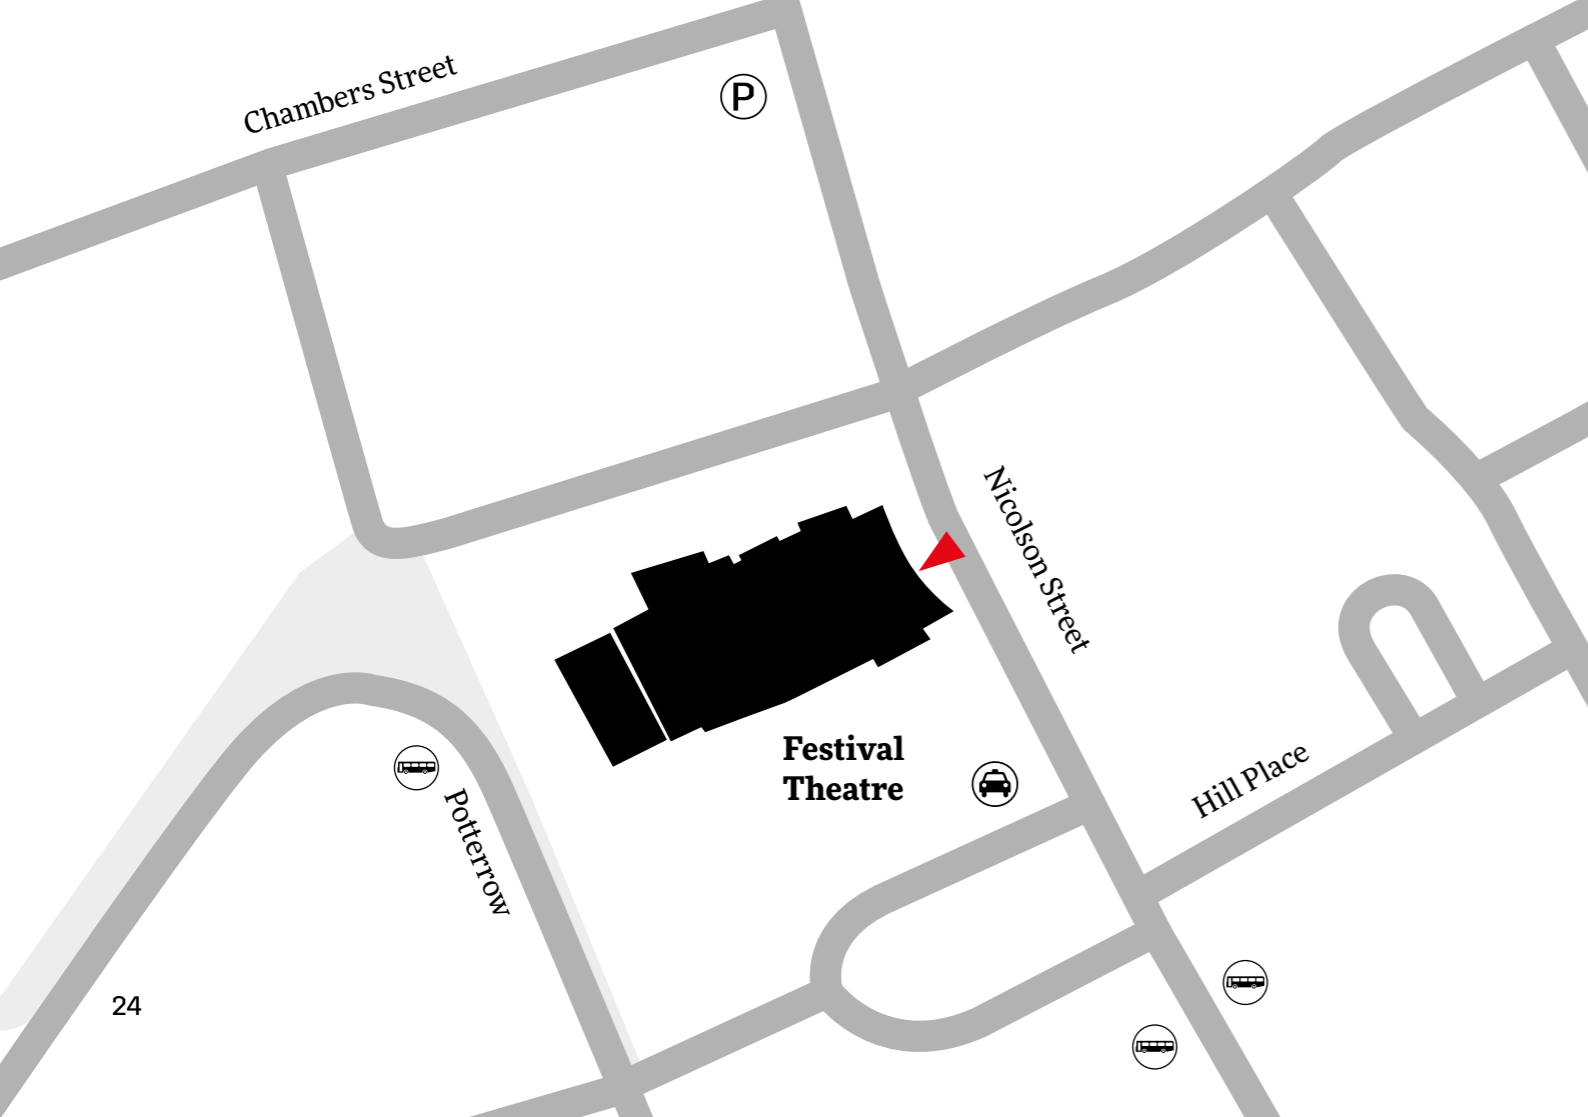 Chambers Street
P
Nicolson Street
Festival
Theatre
Hill Place
Potterrow
24